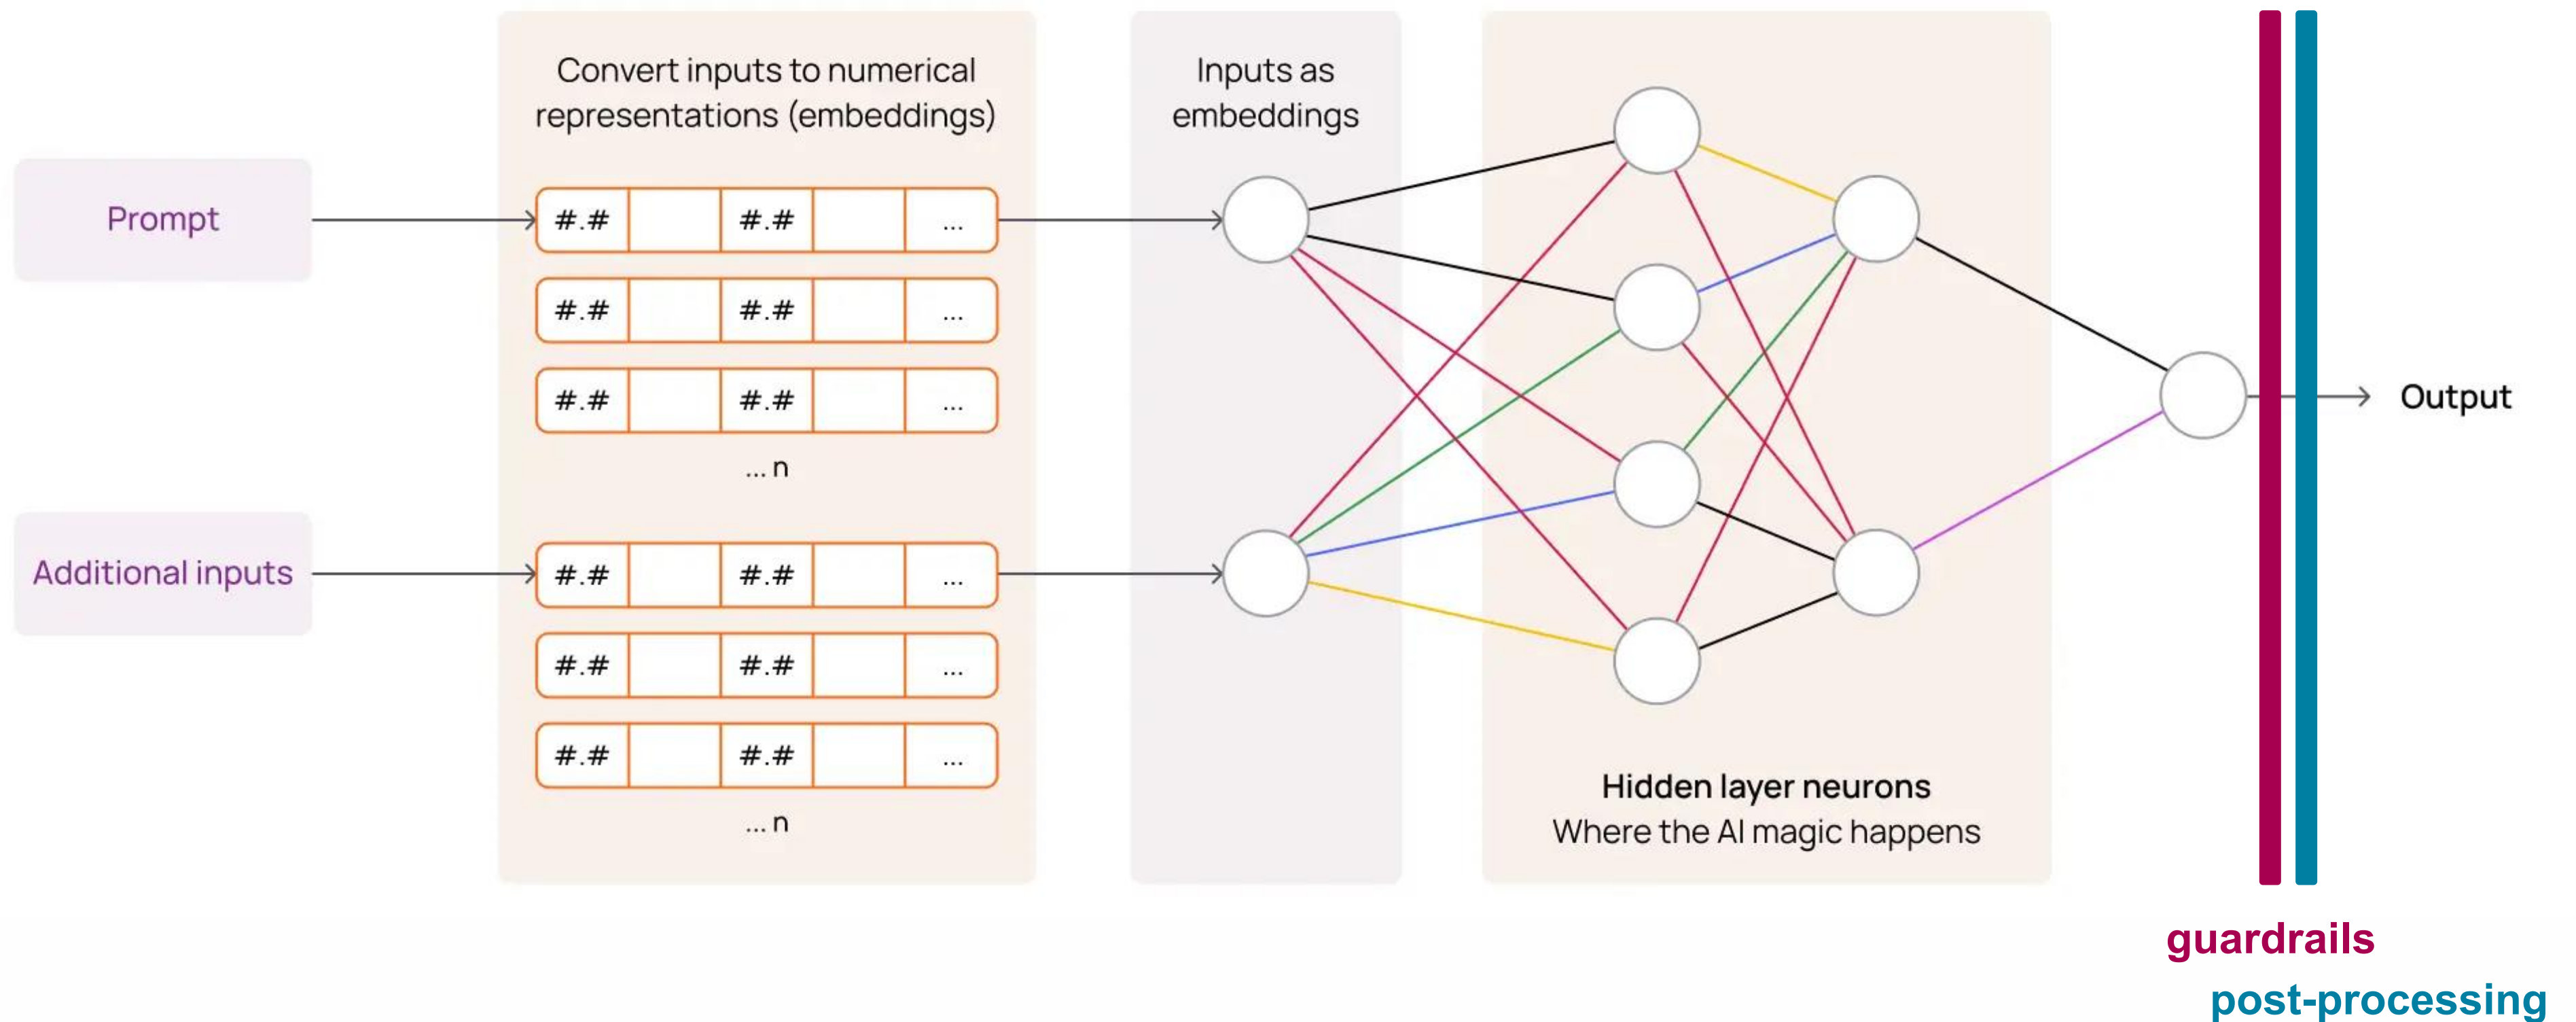 Convert inputs to numerical
representations (embeddings)
Inputs as
embeddings
Prompt
#.# #.# ...
#.# #.# ...
#.# #.# ...
... n
Additional inputs
#.# #.# ...
#.# #.# ...
#.# #.# ...
... n
Hidden layer neurons
Where the AI magic happens
Output
guardrails
post-processing